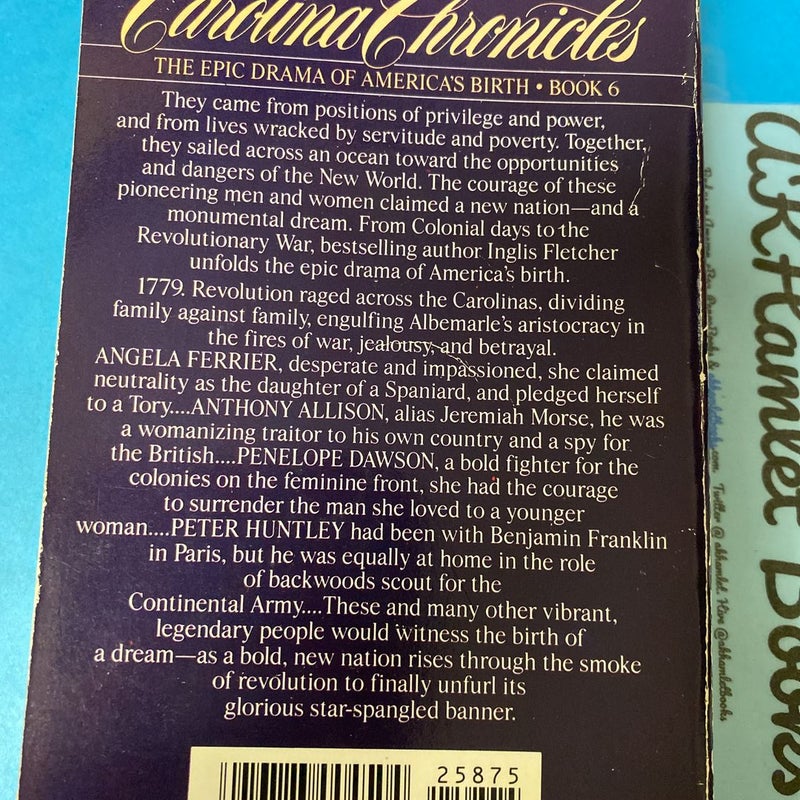 Carolina Chronicles
THE EPIC DRAMA OF AMERICA'S BIRTH • BOOK 6
They came from positions of privilege and power,
and from lives wracked by servitude and poverty. Together,
they sailed across an ocean toward the opportunities
and dangers of the New World. The courage of these
pioneering men and women claimed a new nation—and a
monumental dream. From Colonial days to the
Revolutionary War, bestselling author Inglis Fletcher
unfolds the epic drama of America's birth.
1779. Revolution raged across the Carolinas, dividing
family against family, engulfing Albemarle's aristocracy in
the fires of war, jealousy, and betrayal.
ANGELA FERRIER, desperate and impassioned, she claimed
neutrality as the daughter of a Spaniard, and pledged herself
to a Tory....ANTHONY ALLISON, alias Jeremiah Morse, he was
a womanizing traitor to his own country and a spy for
the British....PENELOPE DAWSON, a bold fighter for the
colonies on the feminine front, she had the courage
to surrender the man she loved to a younger
woman....PETER HUNTLEY had been with Benjamin Franklin
in Paris, but he was equally at home in the role
of backwoods scout for the
Continental Army....These and many other vibrant,
legendary people would witness the birth of
a dream—as a bold, new nation rises through the smoke
of revolution to finally unfurl its
glorious star-spangled banner.
25875
A.K Hamlet Books
Twitter @ akhamlet. Hive @akhamletbooks